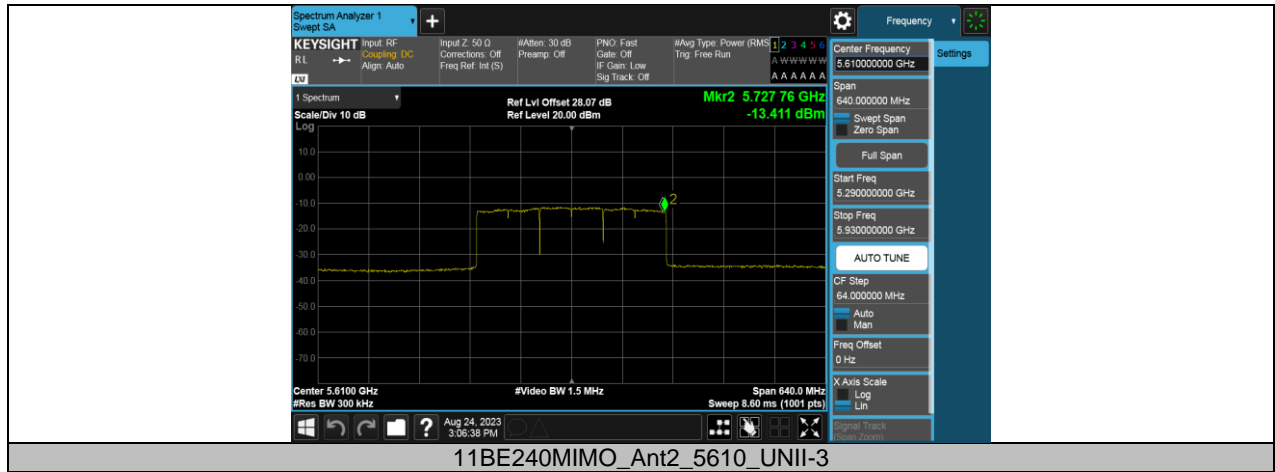 Spectrum Analyzer 1
Swept SA
Frequency
KEYSIGHT
RL
LXI
Input: RF
Coupling: DC
Align: Auto
Input Z: 50 Ω
Corrections: Off
Freq Ref: Int (S)
#Atten: 30 dB
Preamp: Off
PNO: Fast
Gate: Off
IF Gain: Low
Sig Track: Off
#Avg Type: Power (RMS
Trig: Free Run
1 2 3 4 5 6
A W W W W W
A A A A A A
1 Spectrum
Scale/Div 10 dB
Log
Ref Lvl Offset 28.07 dB
Ref Level 20.00 dBm
Mkr2 5.727 76 GHz
-13.411 dBm
10.0
0.00
-10.0
-20.0
-30.0
-40.0
-50.0
-60.0
-70.0
2
Center 5.6100 GHz
#Res BW 300 kHz
#Video BW 1.5 MHz
Span 640.0 MHz
Sweep 8.60 ms (1001 pts)
Aug 24, 2023
3:06:38 PM
Center Frequency
5.610000000 GHz
Settings
Span
640.000000 MHz
Swept Span
Zero Span
Full Span
Start Freq
5.290000000 GHz
Stop Freq
5.930000000 GHz
AUTO TUNE
CF Step
64.000000 MHz
Auto
Man
Freq Offset
0 Hz
X Axis Scale
Log
Lin
Signal Track
(Span Zoom)
11BE240MIMO_Ant2_5610_UNII-3